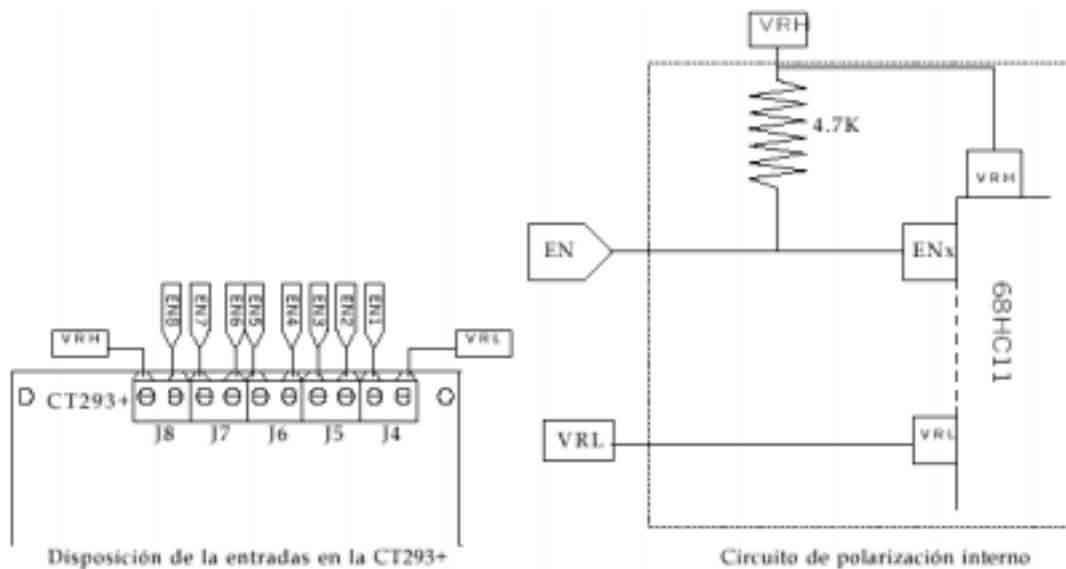 VRH
4.7K
VRH
EN
ENx
68HC11
VRL
VRL
EN8
EN7
EN6
EN5
EN4
EN3
EN2
EN1
VRH
VRL
CT293+
J8
J7
J6
J5
J4
Disposición de la entradas en la CT293+
Circuito de polarización interno